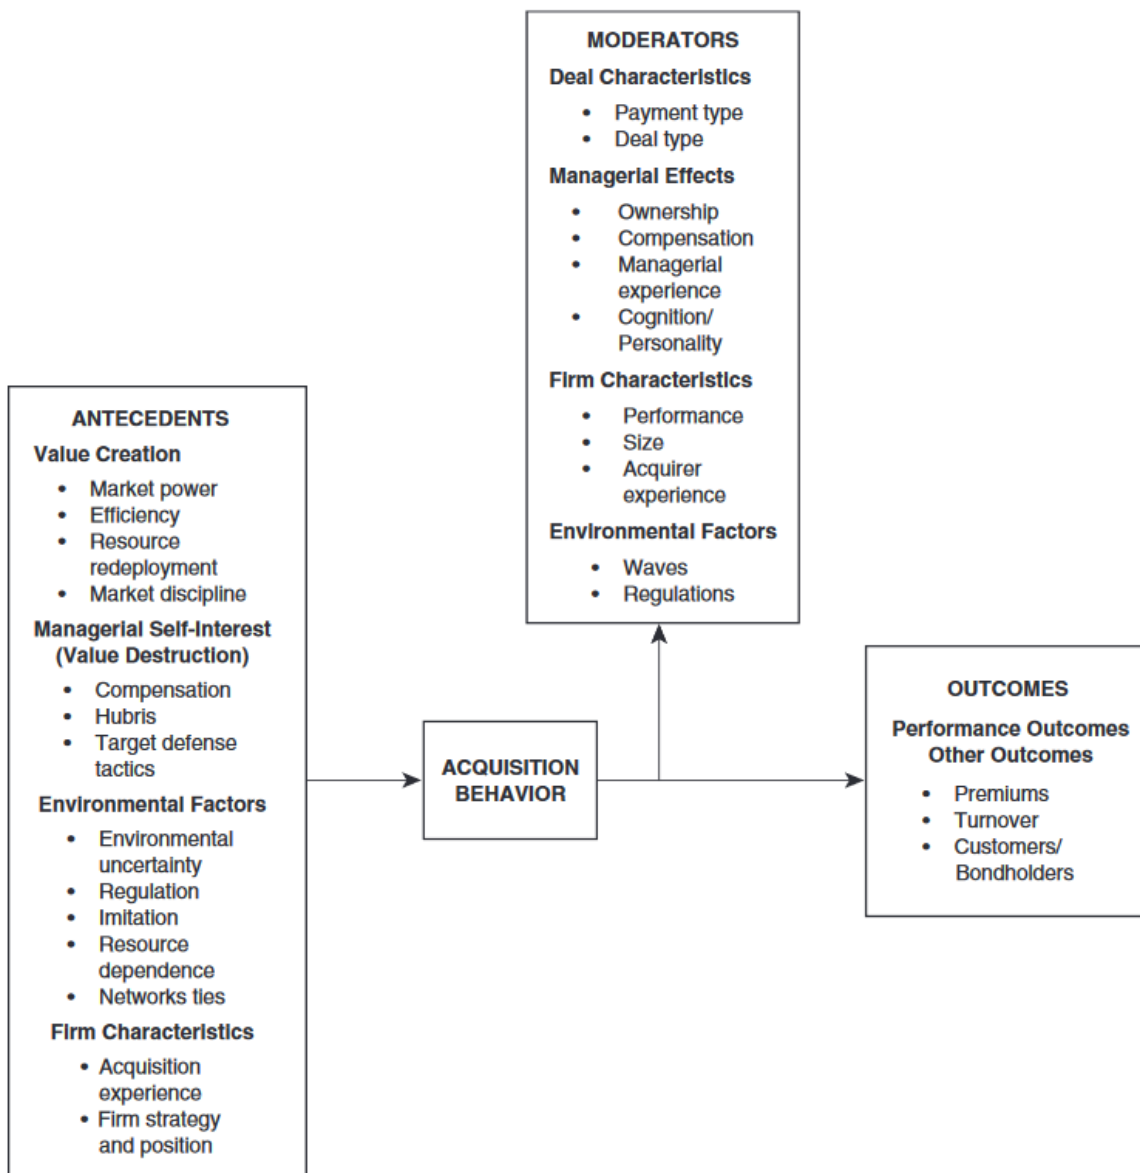 MODERATORS
Deal Characteristics
• Payment type
• Deal type
Managerial Effects
• Ownership
• Compensation
• Managerial
experience
• Cognition/
Personality
Firm Characteristics
• Performance
• Size
• Acquirer
experience
Environmental Factors
• Waves
• Regulations
ANTECEDENTS
Value Creation
• Market power
• Efficiency
• Resource
redeployment
• Market discipline
Managerial Self-Interest
(Value Destruction)
• Compensation
• Hubris
• Target defense
tactics
Environmental Factors
• Environmental
uncertainty
• Regulation
• Imitation
• Resource
dependence
• Networks ties
Firm Characteristics
• Acquisition
experience
• Firm strategy
and position
ACQUISITION
BEHAVIOR
OUTCOMES
Performance Outcomes
Other Outcomes
• Premiums
• Turnover
• Customers/
Bondholders